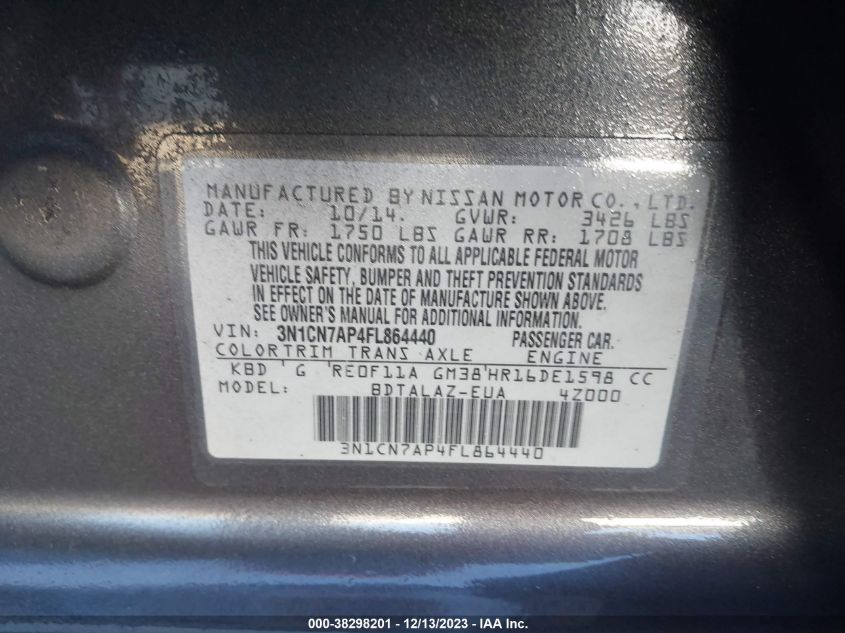 MANUFACTURED BY NISSAN MOTOR CO., LTD.
DATE: 10/14. GVWR: 3426 LBS
GAWR FR: 1750 LBS GAWR RR: 1708 LBS
THIS VEHICLE CONFORMS TO ALL APPLICABLE FEDERAL MOTOR
VEHICLE SAFETY, BUMPER AND THEFT PREVENTION STANDARDS
IN EFFECT ON THE DATE OF MANUFACTURE SHOWN ABOVE.
SEE OWNER'S MANUAL FOR ADDITIONAL INFORMATION.
VIN: 3N1CN7AP4FL864440 PASSENGER CAR.
COLOR TRIM TRANS AXLE ENGINE
KBD G RE0F11A GM38 HR16DE1598 CC
MODEL: BDTALAZ-EUA 4Z000
3N1CN7AP4FL864440
000-38298201 - 12/13/2023 - IAA Inc.